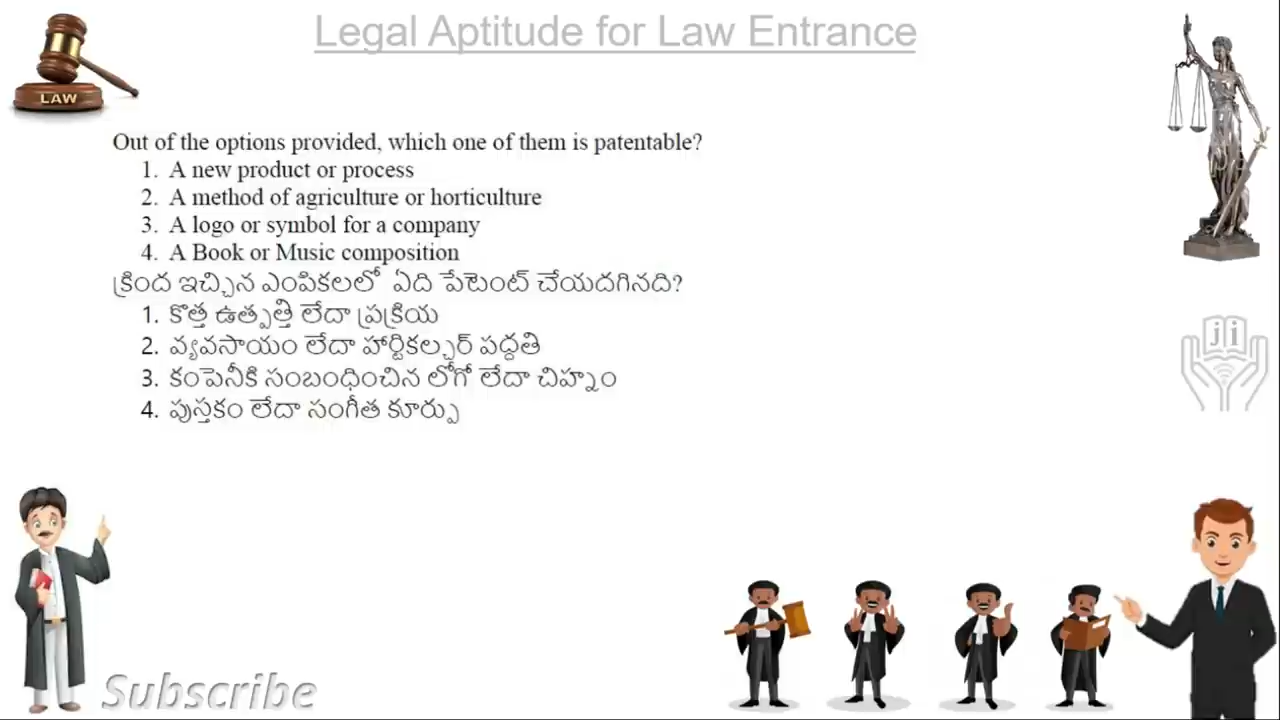 Legal Aptitude for Law Entrance
LAW
Out of the options provided, which one of them is patentable?
1. A new product or process
2. A method of agriculture or horticulture
3. A logo or symbol for a company
4. A Book or Music composition
క్రింద ఇచ్చిన ఎంపికలలో ఏది పేటెంట్ చేయదగినది?
1. కొత్త ఉత్పత్తి లేదా ప్రక్రియ
2. వ్యవసాయం లేదా హార్టికల్చర్ పద్దతి
3. కంపెనీకి సంబంధించిన లోగో లేదా చిహ్నం
4. పుస్తకం లేదా సంగీత కూర్పు
ji
Subscribe